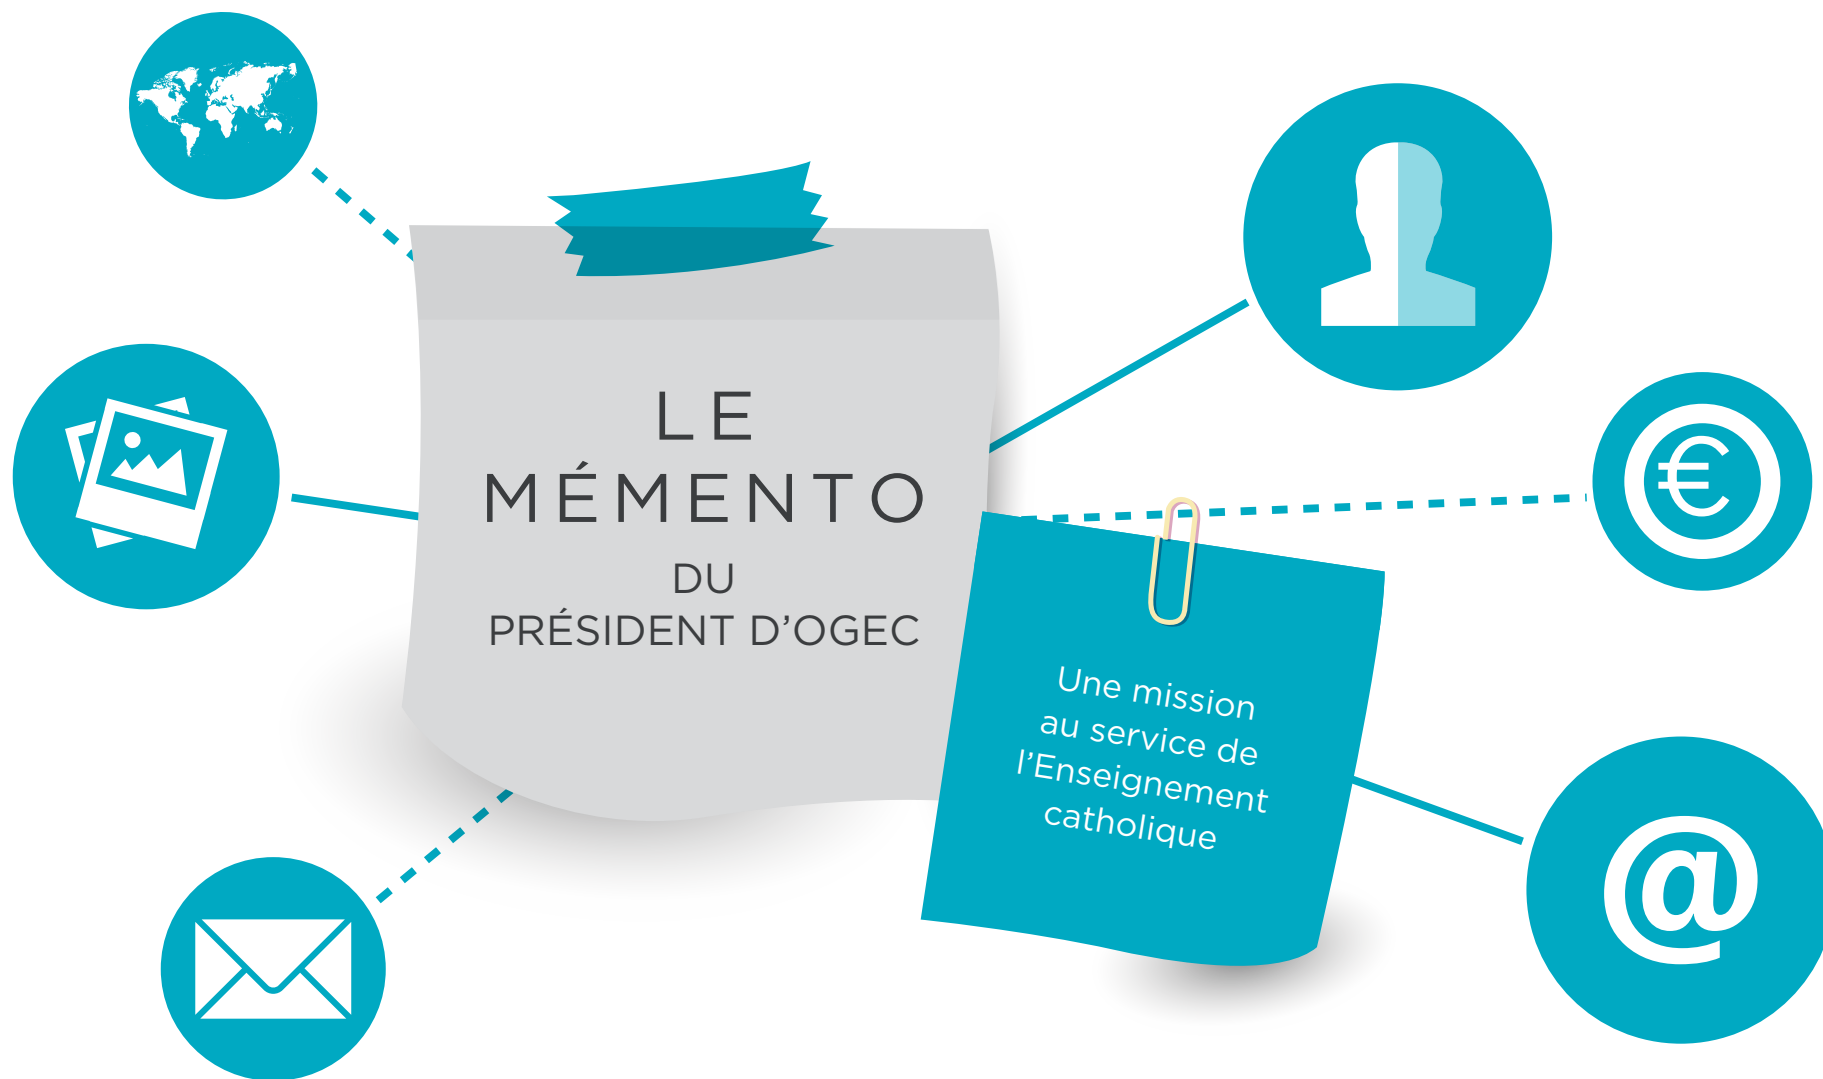 LE
MÉMENTO
DU
PRÉSIDENT D’OGEC
Une mission
au service de
l’Enseignement
catholique
€
@